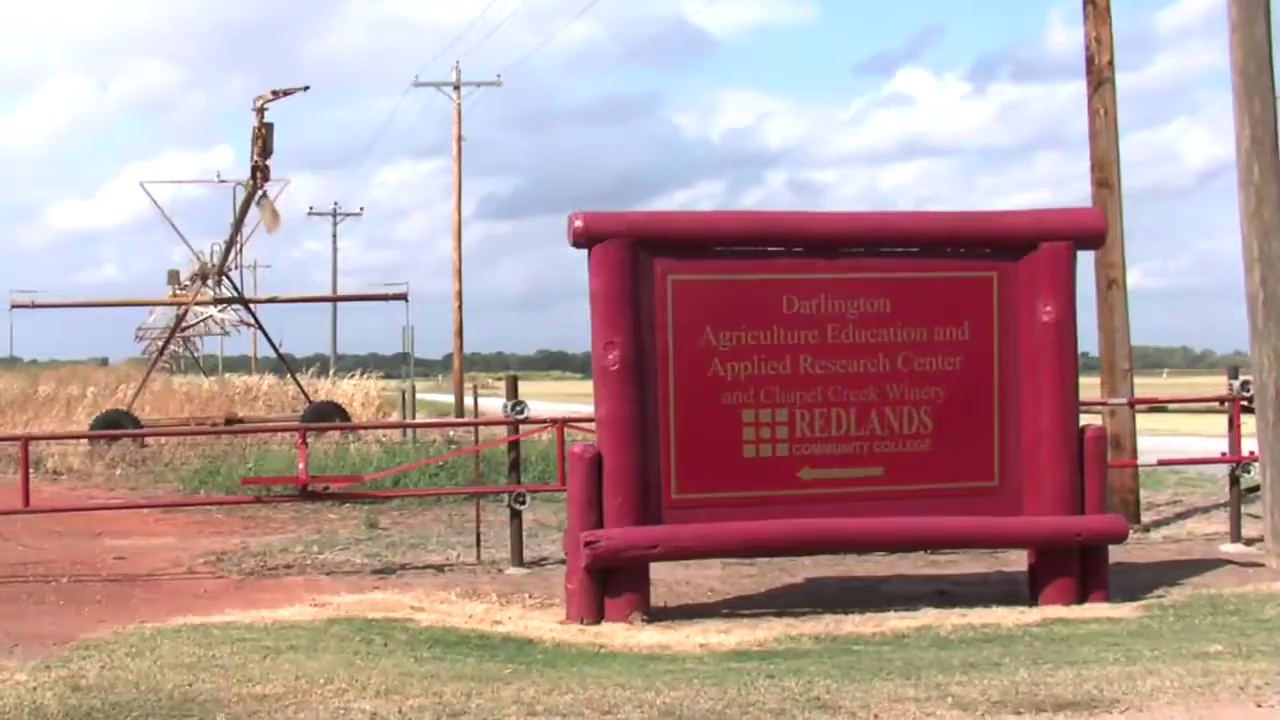 Darlington
Agriculture Education and
Applied Research Center
and Chapel Creek Winery
REDLANDS
COMMUNITY COLLEGE